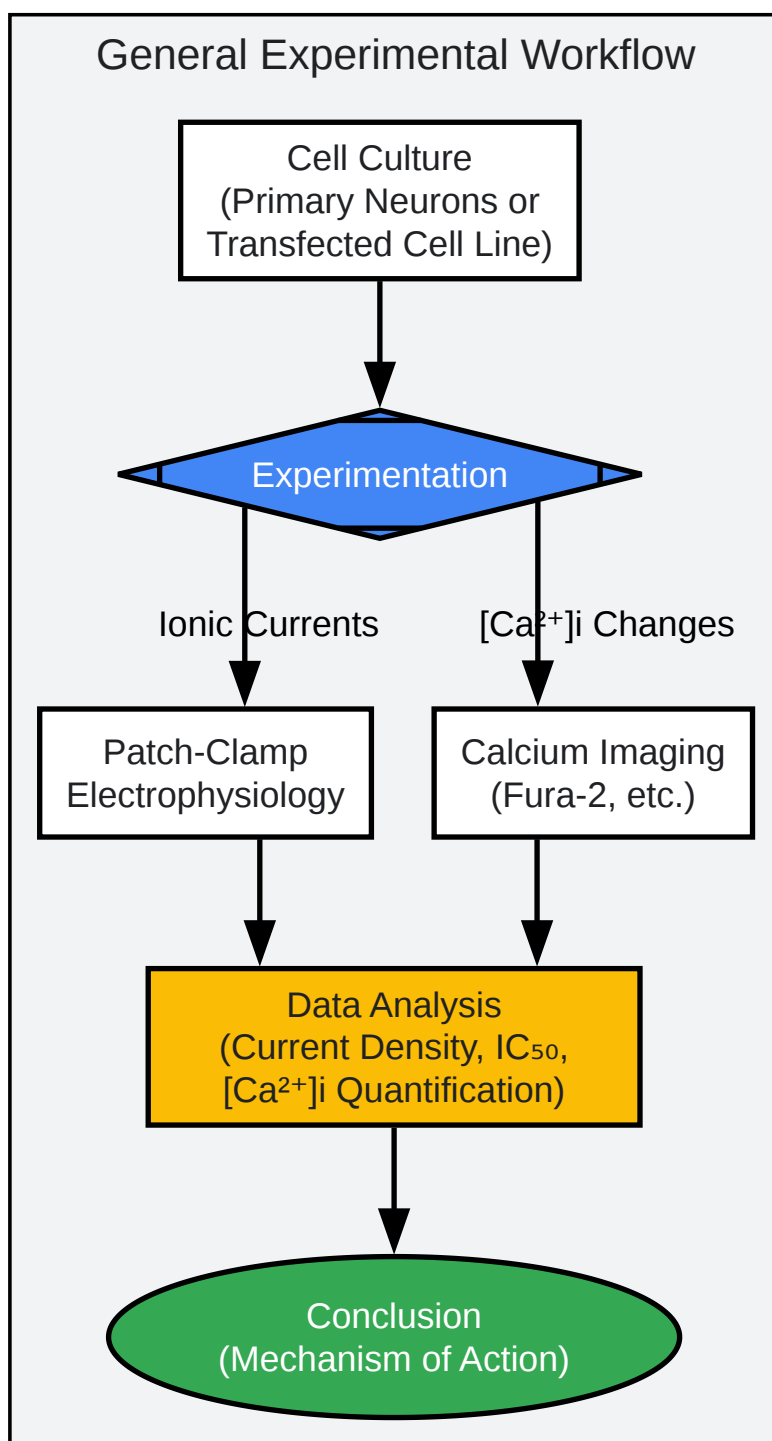 General Experimental Workflow
Cell Culture
(Primary Neurons or
Transfected Cell Line)
Experimentation
Ionic Currents
[Ca²⁺]i Changes
Patch-Clamp
Electrophysiology
Calcium Imaging
(Fura-2, etc.)
Data Analysis
(Current Density, IC₅₀,
[Ca²⁺]i Quantification)
Conclusion
(Mechanism of Action)